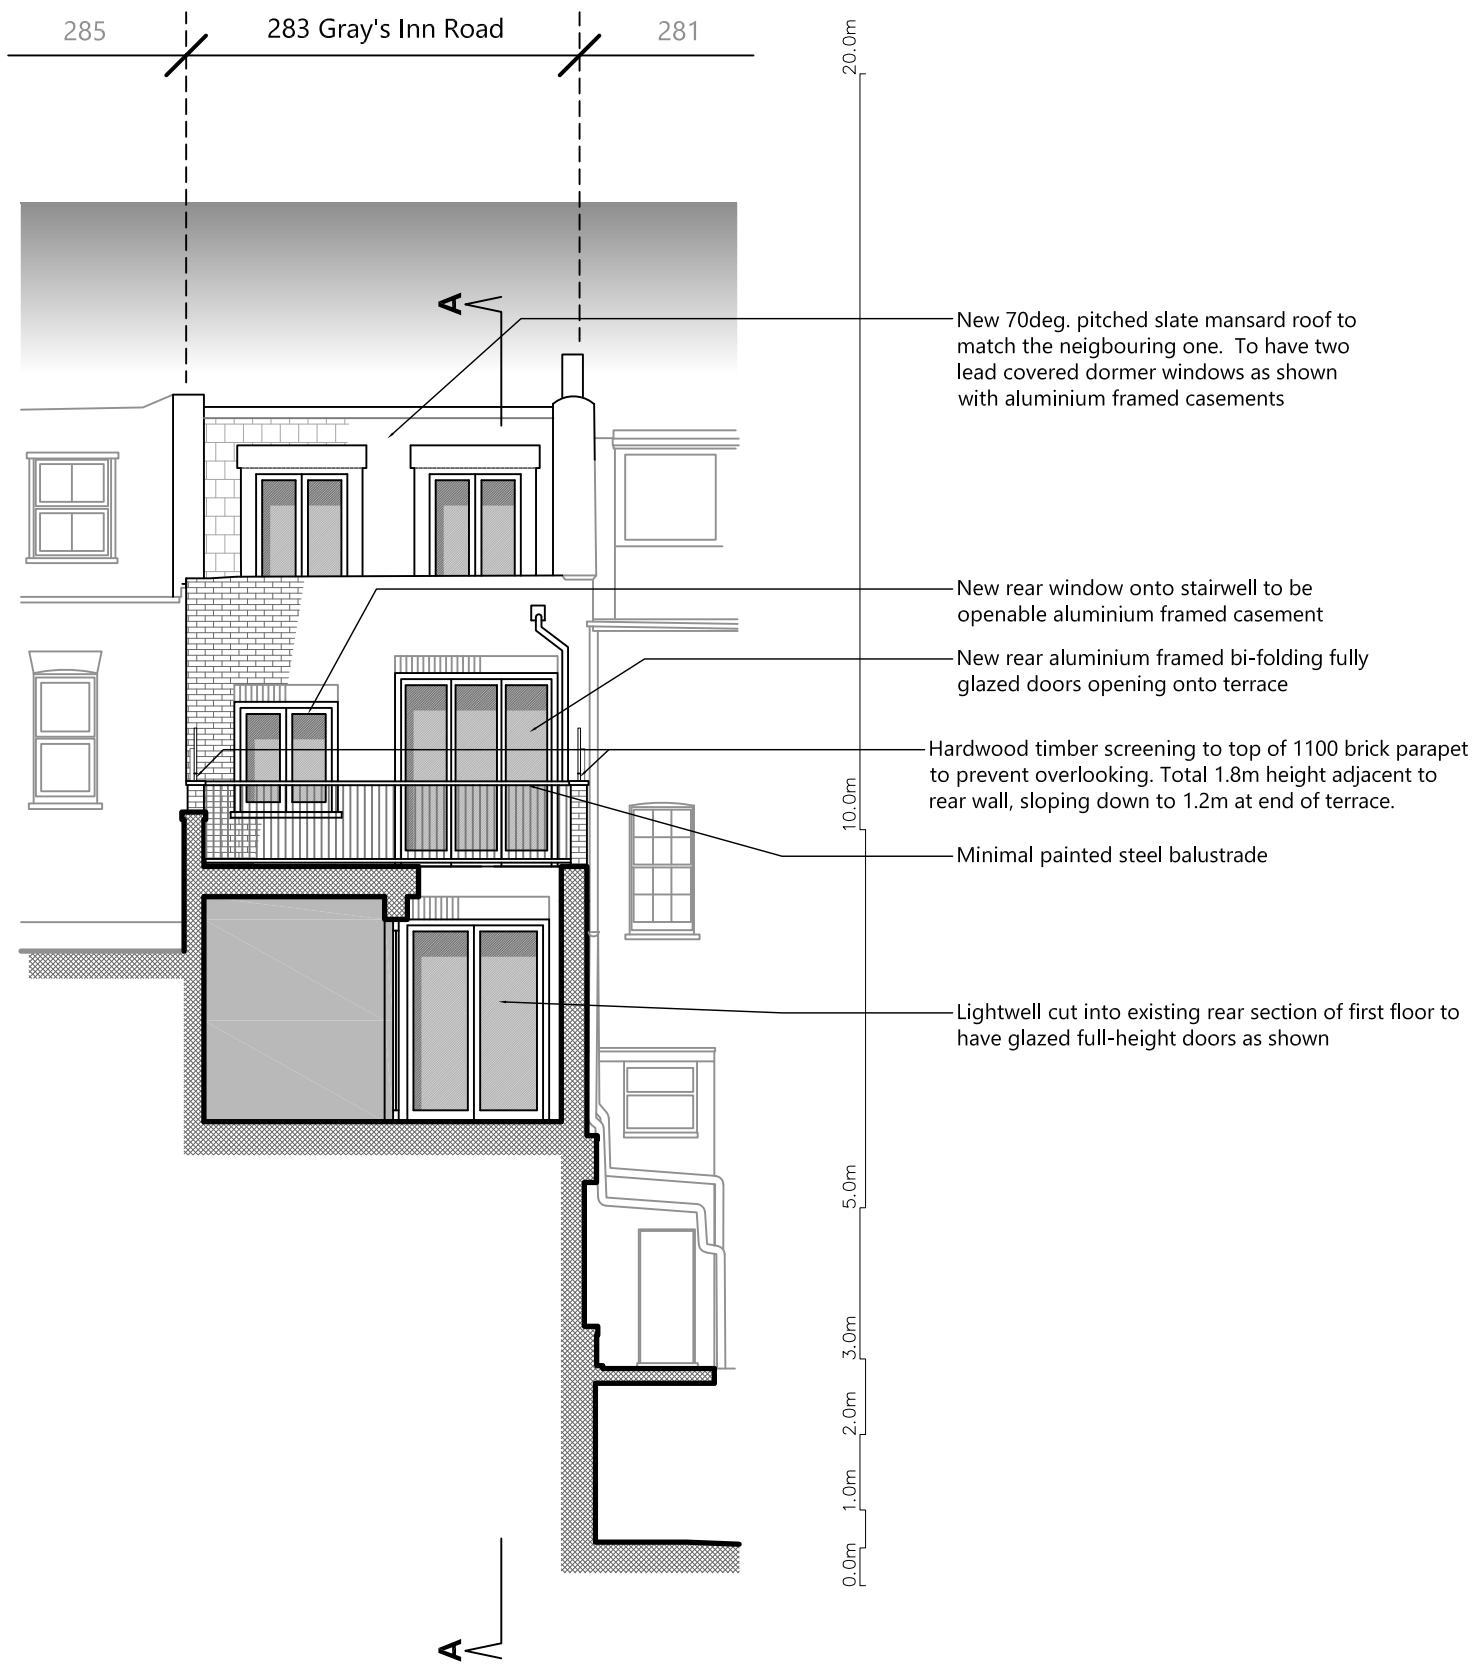 285
283 Gray's Inn Road
281
20.0m
A
New 70deg. pitched slate mansard roof to
match the neigbouring one. To have two
lead covered dormer windows as shown
with aluminium framed casements
New rear window onto stairwell to be
openable aluminium framed casement
New rear aluminium framed bi-folding fully
glazed doors opening onto terrace
Hardwood timber screening to top of 1100 brick parapet
to prevent overlooking. Total 1.8m height adjacent to
rear wall, sloping down to 1.2m at end of terrace.
10.0m
Minimal painted steel balustrade
Lightwell cut into existing rear section of first floor to
have glazed full-height doors as shown
5.0m
3.0m
2.0m
1.0m
0.0m
A